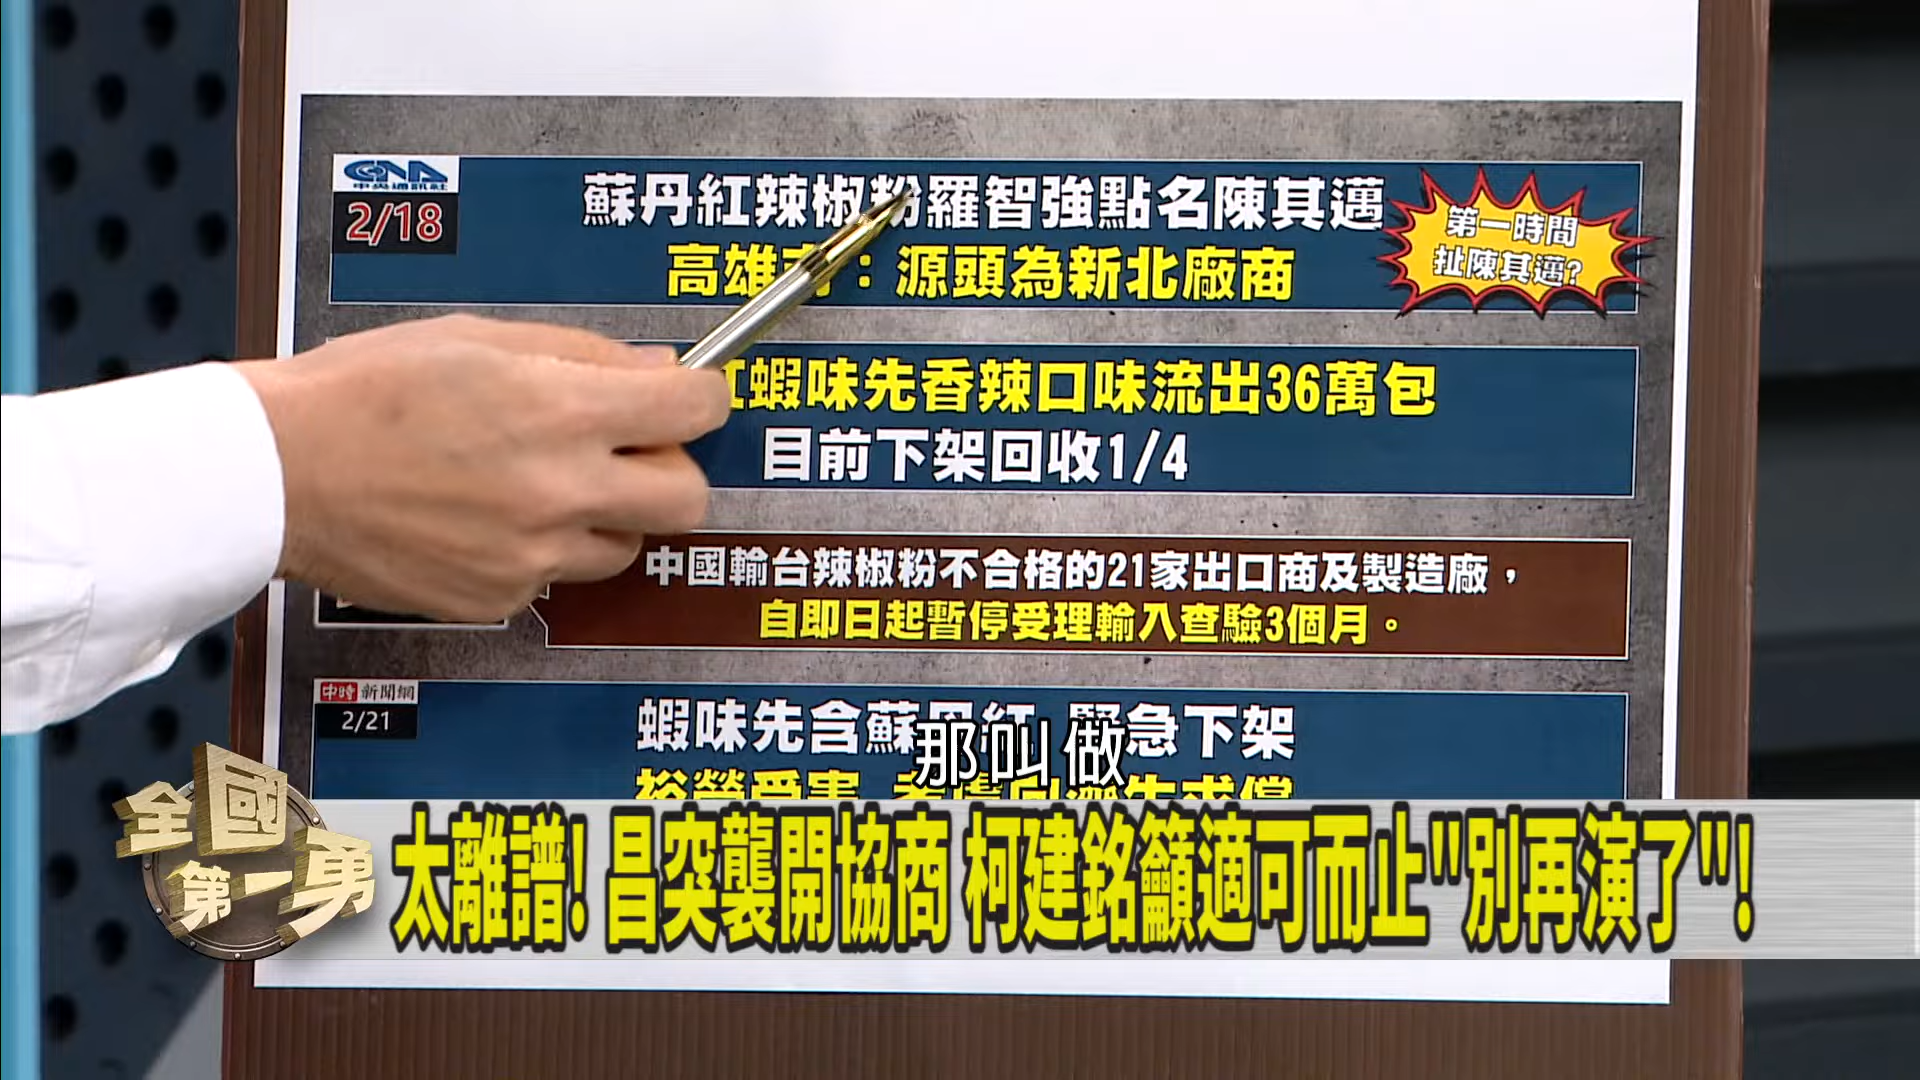 CNA
中央通訊社
2/18
蘇丹紅辣椒粉羅智強點名陳其邁
高雄市：源頭為新北廠商
第一時間
扯陳其邁?
紅蝦味先香辣口味流出36萬包
目前下架回收1/4
中國輸台辣椒粉不合格的21家出口商及製造廠，
自即日起暫停受理輸入查驗3個月。
中時新聞網
2/21
蝦味先含蘇丹紅 緊急下架
那叫做
全國
第一勇
太離譜! 昌突襲開協商 柯建銘籲適可而止"別再演了"!